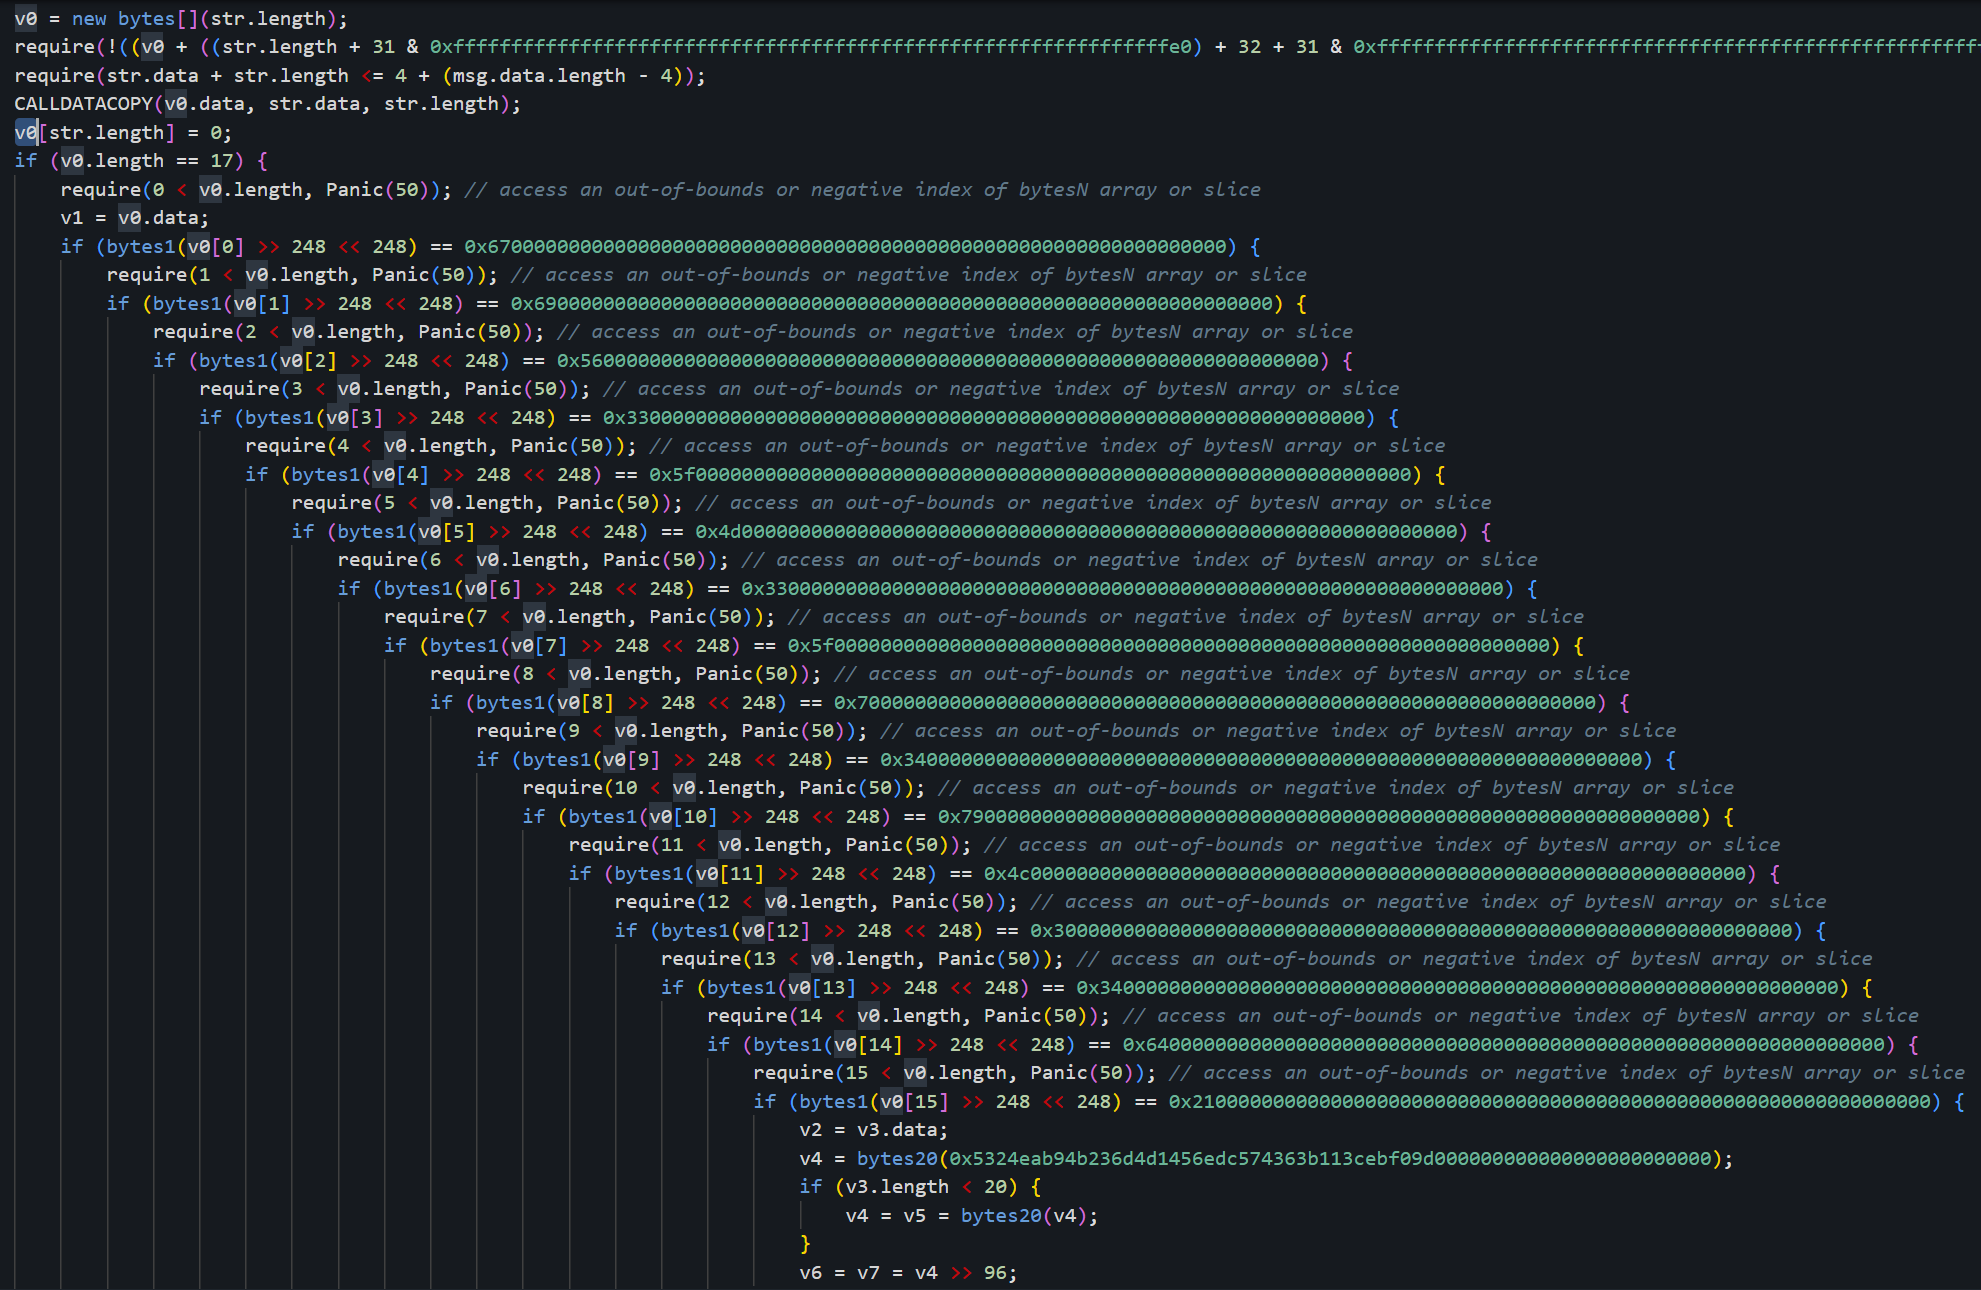 v0 = new bytes[](str.length);
require(!((v0 + ((str.length + 31 & 0xffffffffffffffffffffffffffffffffffffffffffffffffffffffffffffffe0) + 32 + 31 & 0xffffffffffffffffffffffffffffffffffffffffffffffffffff
require(str.data + str.length <= 4 + (msg.data.length - 4));
CALLDATACOPY(v0.data, str.data, str.length);
v0[str.length] = 0;
if (v0.length == 17) {
require(0 < v0.length, Panic(50)); // access an out-of-bounds or negative index of bytesN array or slice
v1 = v0.data;
if (bytes1(v0[0] >> 248 << 248) == 0x6700000000000000000000000000000000000000000000000000000000000000) {
require(1 < v0.length, Panic(50)); // access an out-of-bounds or negative index of bytesN array or slice
if (bytes1(v0[1] >> 248 << 248) == 0x6900000000000000000000000000000000000000000000000000000000000000) {
require(2 < v0.length, Panic(50)); // access an out-of-bounds or negative index of bytesN array or slice
if (bytes1(v0[2] >> 248 << 248) == 0x5600000000000000000000000000000000000000000000000000000000000000) {
require(3 < v0.length, Panic(50)); // access an out-of-bounds or negative index of bytesN array or slice
if (bytes1(v0[3] >> 248 << 248) == 0x3300000000000000000000000000000000000000000000000000000000000000) {
require(4 < v0.length, Panic(50)); // access an out-of-bounds or negative index of bytesN array or slice
if (bytes1(v0[4] >> 248 << 248) == 0x5f00000000000000000000000000000000000000000000000000000000000000) {
require(5 < v0.length, Panic(50)); // access an out-of-bounds or negative index of bytesN array or slice
if (bytes1(v0[5] >> 248 << 248) == 0x4d00000000000000000000000000000000000000000000000000000000000000) {
require(6 < v0.length, Panic(50)); // access an out-of-bounds or negative index of bytesN array or slice
if (bytes1(v0[6] >> 248 << 248) == 0x3300000000000000000000000000000000000000000000000000000000000000) {
require(7 < v0.length, Panic(50)); // access an out-of-bounds or negative index of bytesN array or slice
if (bytes1(v0[7] >> 248 << 248) == 0x5f00000000000000000000000000000000000000000000000000000000000000) {
require(8 < v0.length, Panic(50)); // access an out-of-bounds or negative index of bytesN array or slice
if (bytes1(v0[8] >> 248 << 248) == 0x7000000000000000000000000000000000000000000000000000000000000000) {
require(9 < v0.length, Panic(50)); // access an out-of-bounds or negative index of bytesN array or slice
if (bytes1(v0[9] >> 248 << 248) == 0x3400000000000000000000000000000000000000000000000000000000000000) {
require(10 < v0.length, Panic(50)); // access an out-of-bounds or negative index of bytesN array or slice
if (bytes1(v0[10] >> 248 << 248) == 0x7900000000000000000000000000000000000000000000000000000000000000) {
require(11 < v0.length, Panic(50)); // access an out-of-bounds or negative index of bytesN array or slice
if (bytes1(v0[11] >> 248 << 248) == 0x4c00000000000000000000000000000000000000000000000000000000000000) {
require(12 < v0.length, Panic(50)); // access an out-of-bounds or negative index of bytesN array or slice
if (bytes1(v0[12] >> 248 << 248) == 0x3000000000000000000000000000000000000000000000000000000000000000) {
require(13 < v0.length, Panic(50)); // access an out-of-bounds or negative index of bytesN array or slice
if (bytes1(v0[13] >> 248 << 248) == 0x3400000000000000000000000000000000000000000000000000000000000000) {
require(14 < v0.length, Panic(50)); // access an out-of-bounds or negative index of bytesN array or slice
if (bytes1(v0[14] >> 248 << 248) == 0x6400000000000000000000000000000000000000000000000000000000000000) {
require(15 < v0.length, Panic(50)); // access an out-of-bounds or negative index of bytesN array or slice
if (bytes1(v0[15] >> 248 << 248) == 0x2100000000000000000000000000000000000000000000000000000000000000) {
v2 = v3.data;
v4 = bytes20(0x5324eab94b236d4d1456edc574363b113cebf09d000000000000000000000000);
if (v3.length < 20) {
v4 = v5 = bytes20(v4);
}
v6 = v7 = v4 >> 96;